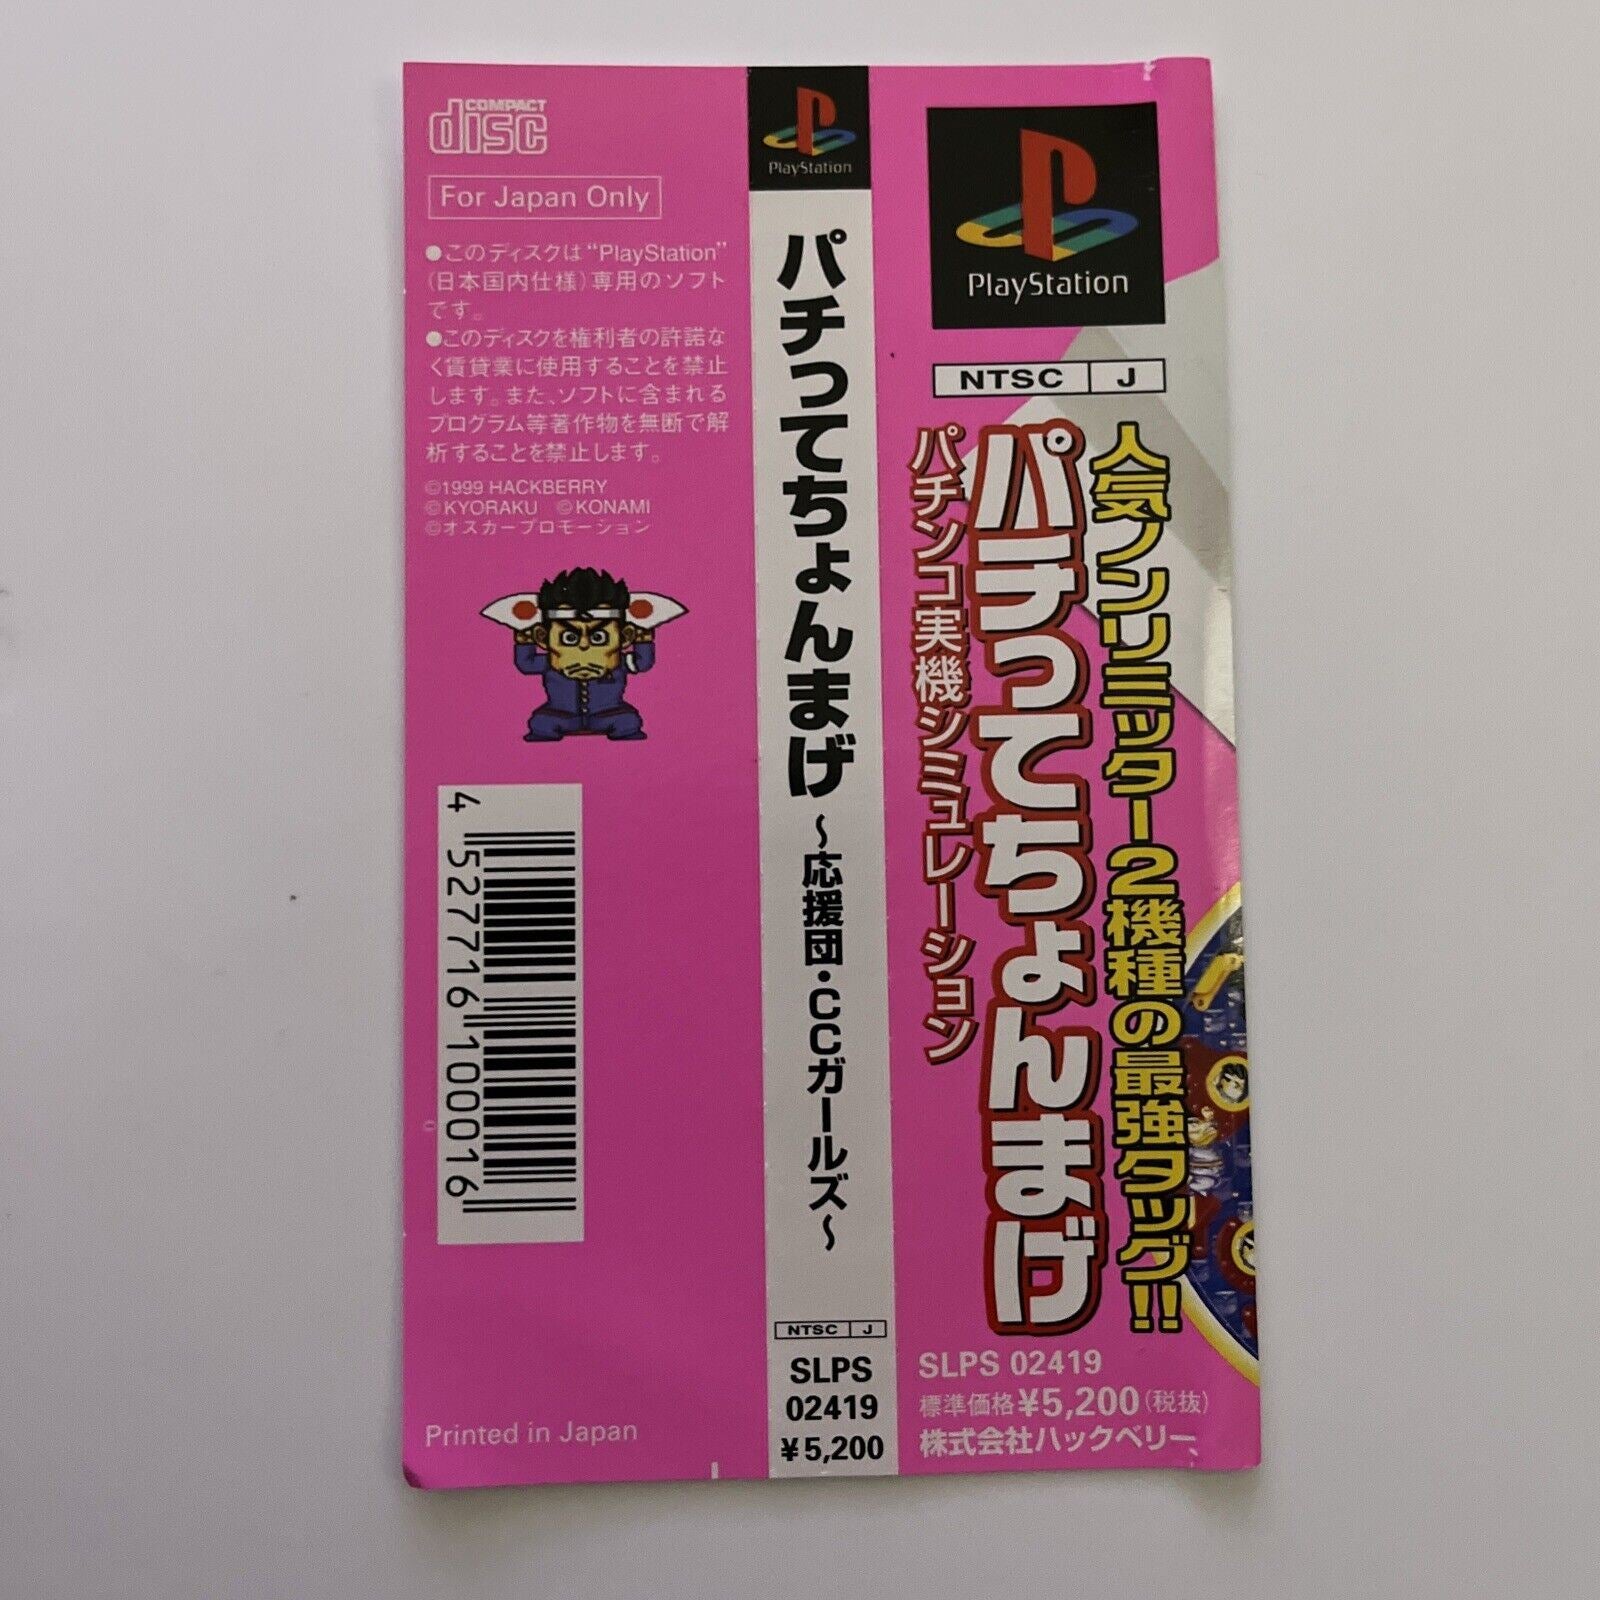 COMPACT
disc
For Japan Only
●このディスクは“PlayStation”
(日本国内仕様)専用のソフト
です。
●このディスクを権利者の許諾な
く賃貸業に使用することを禁止
します。また、ソフトに含まれる
プログラム等著作物を無断で解
析することを禁止します。
©1999 HACKBERRY
©KYORAKU ©KONAMI
©オスカープロモーション
4 527716 100016
Printed in Japan
PlayStation
パチってちょんまげ
～応援団・CCガールズ～
NTSC J
SLPS
02419
¥5,200
PlayStation
NTSC J
人気ノンリミッター2機種の最強タッグ!!
パチってちょんまげ
パチンコ実機シミュレーション
SLPS 02419
標準価格¥5,200(税抜)
株式会社ハックベリー